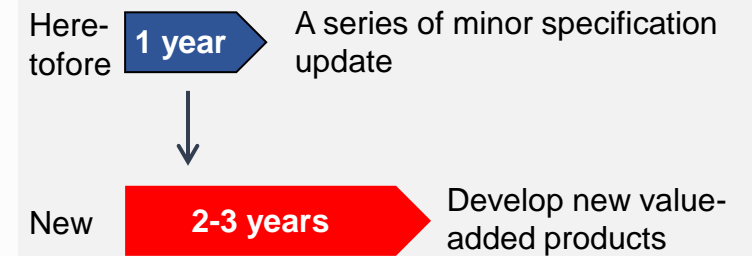 Here-
tofore
1 year
A series of minor specification
update
New
2-3 years
Develop new value-
added products